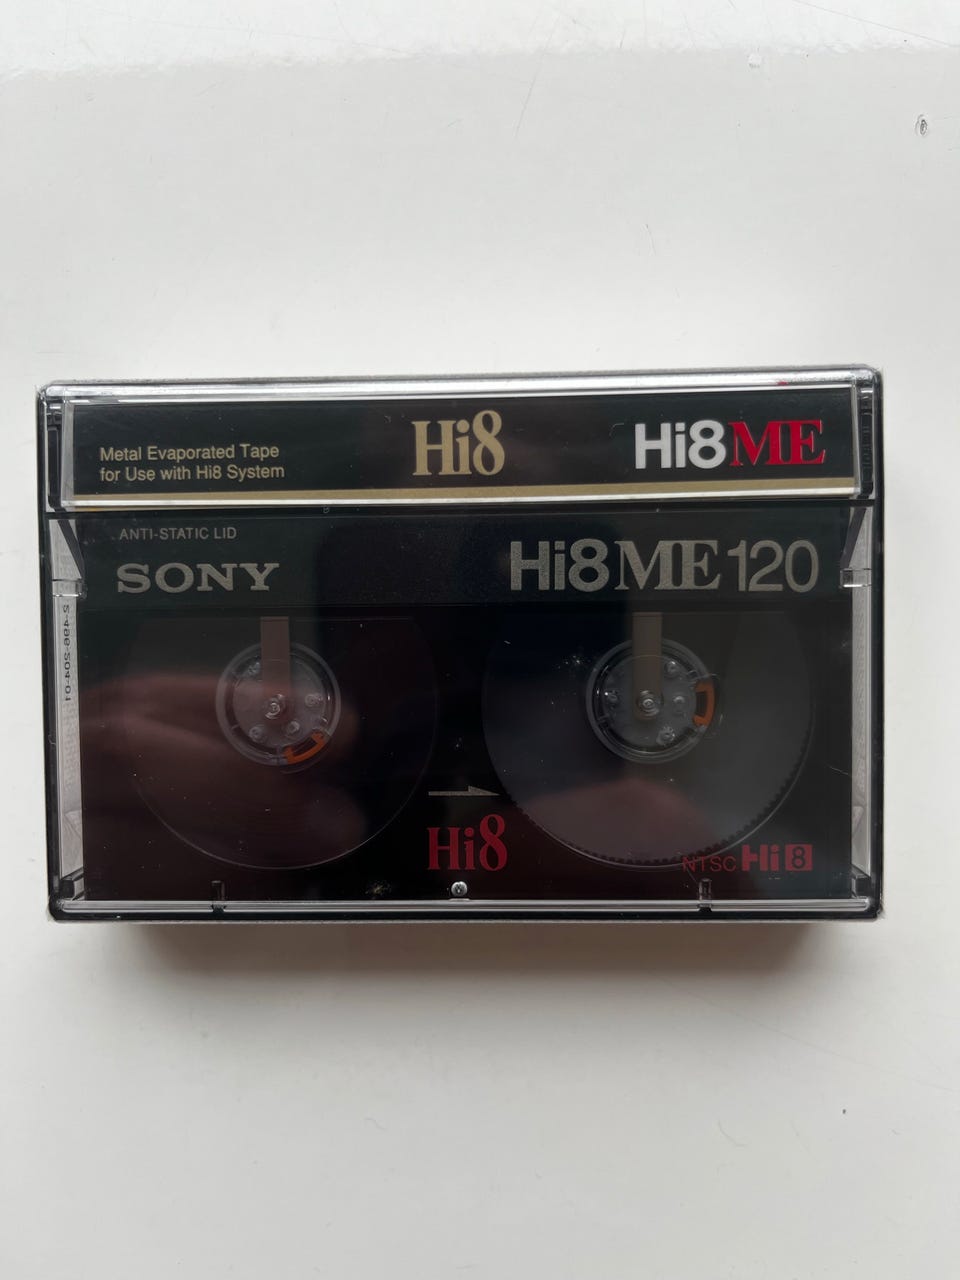 Metal Evaporated Tape
for Use with Hi8 System
Hi8
Hi8ME
ANTI-STATIC LID
SONY
Hi8ME120
Hi8
NTSC Hi8